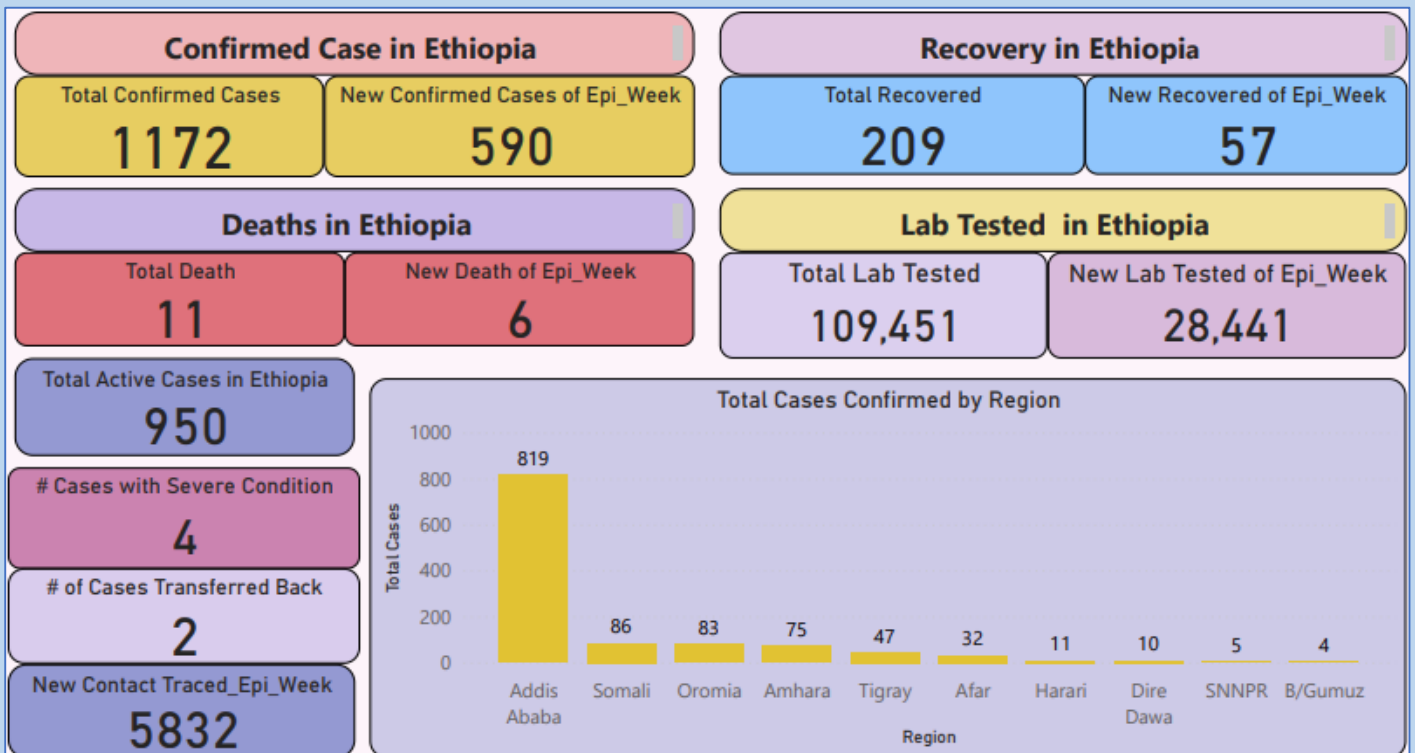 Confirmed Case in Ethiopia
Total Confirmed Cases
1172
New Confirmed Cases of Epi_Week
590
Recovery in Ethiopia
Total Recovered
209
New Recovered of Epi_Week
57
Deaths in Ethiopia
Total Death
11
New Death of Epi_Week
6
Lab Tested in Ethiopia
Total Lab Tested
109,451
New Lab Tested of Epi_Week
28,441
Total Active Cases in Ethiopia
950
# Cases with Severe Condition
4
# of Cases Transferred Back
2
New Contact Traced_Epi_Week
5832
Total Cases Confirmed by Region
Total Cases
1000
800
600
400
200
0
819
86
83
75
47
32
11
10
5
4
Addis
Ababa
Somali
Oromia
Amhara
Tigray
Afar
Harari
Dire
Dawa
SNNPR
B/Gumuz
Region